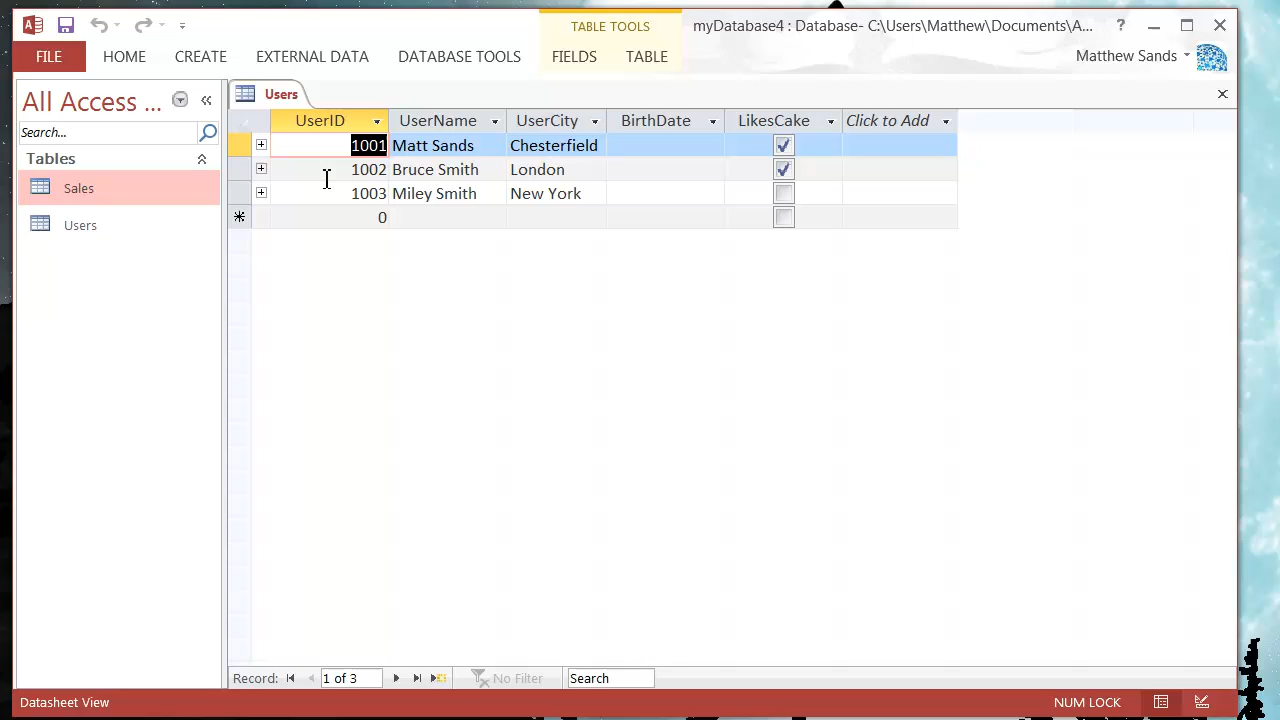 TABLE TOOLS
myDatabase4 : Database- C:\Users\Matthew\Documents\A...
?
FILE HOME CREATE EXTERNAL DATA DATABASE TOOLS FIELDS TABLE
Matthew Sands
All Access ...
Search...
Tables
Sales
Users
Users
UserID UserName UserCity BirthDate LikesCake Click to Add
1001 Matt Sands Chesterfield
1002 Bruce Smith London
1003 Miley Smith New York
0
Record: 1 of 3 No Filter Search
Datasheet View
NUM LOCK